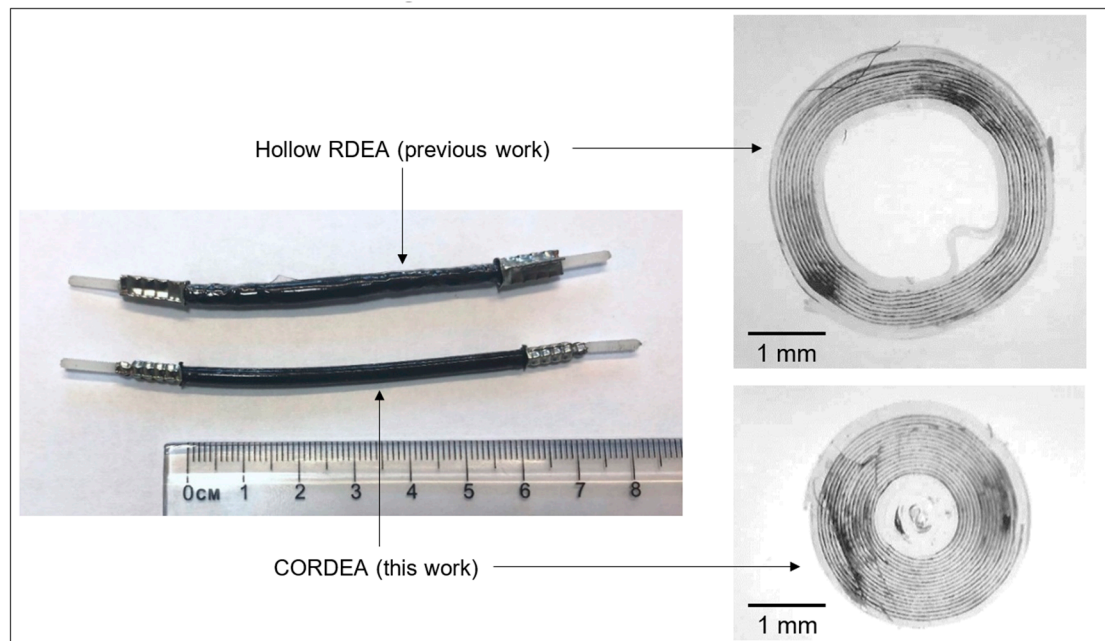 Hollow RDEA (previous work)
1 mm
0CM 1 2 3 4 5 6 7 8
CORDEA (this work)
1 mm